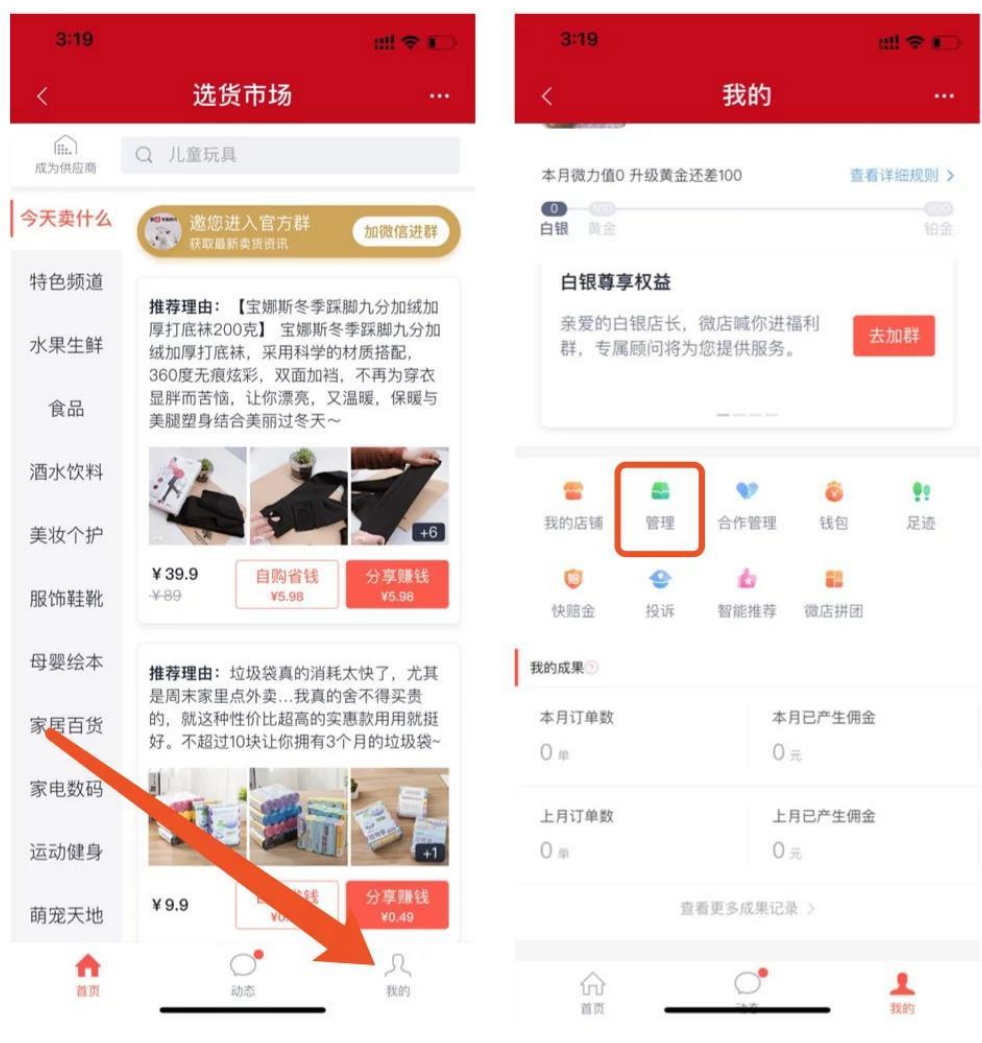 3:19
选货市场
成为供应商
儿童玩具
今天卖什么
特色频道
水果生鲜
食品
酒水饮料
美妆个护
服饰鞋靴
母婴绘本
家居百货
家电数码
运动健身
萌宠天地
邀您进入官方群
获取最新卖货资讯
加微信进群
推荐理由：【宝娜斯冬季踩脚九分加绒加
厚打底袜200克】 宝娜斯冬季踩脚九分加
绒加厚打底袜，采用科学的材质搭配，
360度无痕炫彩，双面加裆，不再为穿衣
显胖而苦恼，让你漂亮，又温暖，保暖与
美腿塑身结合美丽过冬天～
+6
¥39.9
¥89
自购省钱
¥5.98
分享赚钱
¥5.98
推荐理由：垃圾袋真的消耗太快了，尤其
是周末家里点外卖...我真的舍不得买贵
的，就这种性价比超高的实惠款用用就挺
好。不超过10块让你拥有3个月的垃圾袋~
+1
¥9.9
省钱
分享赚钱
¥0.49
首页
动态
我的
3:19
我的
本月微力值0 升级黄金还差100
查看详细规则
0
白银
黄金
铂金
白银尊享权益
亲爱的白银店长，微店喊你进福利
群，专属顾问将为您提供服务。
去加群
我的店铺
管理
合作管理
钱包
足迹
快赔金
投诉
智能推荐
微店拼团
我的成果
本月订单数
0 单
本月已产生佣金
0 元
上月订单数
0 单
上月已产生佣金
0 元
查看更多成果记录
首页
动态
我的